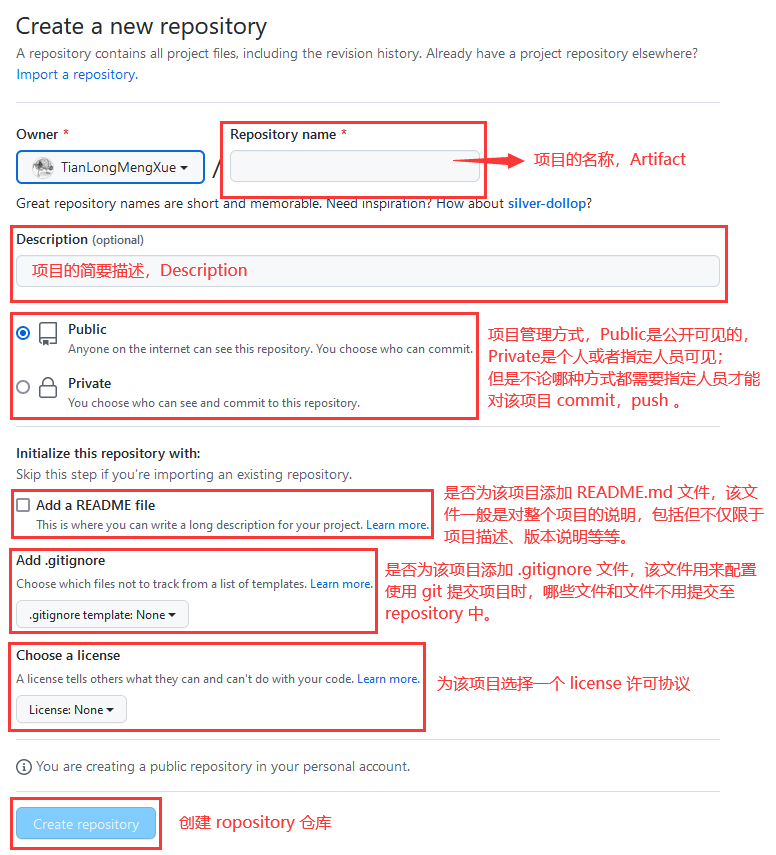 Create a new repository
A repository contains all project files, including the revision history. Already have a project repository elsewhere?
Import a repository.
Owner *
Repository name *
TianLongMengXue
/
项目的名称，Artifact
Great repository names are short and memorable. Need inspiration? How about silver-dollop?
Description (optional)
项目的简要描述，Description
Public
Anyone on the internet can see this repository. You choose who can commit.
Private
You choose who can see and commit to this repository.
项目管理方式，Public是公开可见的，
Private是个人或者指定人员可见；
但是不论哪种方式都需要指定人员才能
对该项目 commit，push 。
Initialize this repository with:
Skip this step if you're importing an existing repository.
Add a README file
This is where you can write a long description for your project. Learn more.
是否为该项目添加 README.md 文件，该文
件一般是对整个项目的说明，包括但不仅限于
项目描述、版本说明等等。
Add .gitignore
Choose which files not to track from a list of templates. Learn more.
.gitignore template: None
是否为该项目添加 .gitignore 文件，该文件用来配置
使用 git 提交项目时，哪些文件和文件不用提交至
repository 中。
Choose a license
A license tells others what they can and can't do with your code. Learn more.
License: None
为该项目选择一个 license 许可协议
You are creating a public repository in your personal account.
Create repository
创建 ropository 仓库